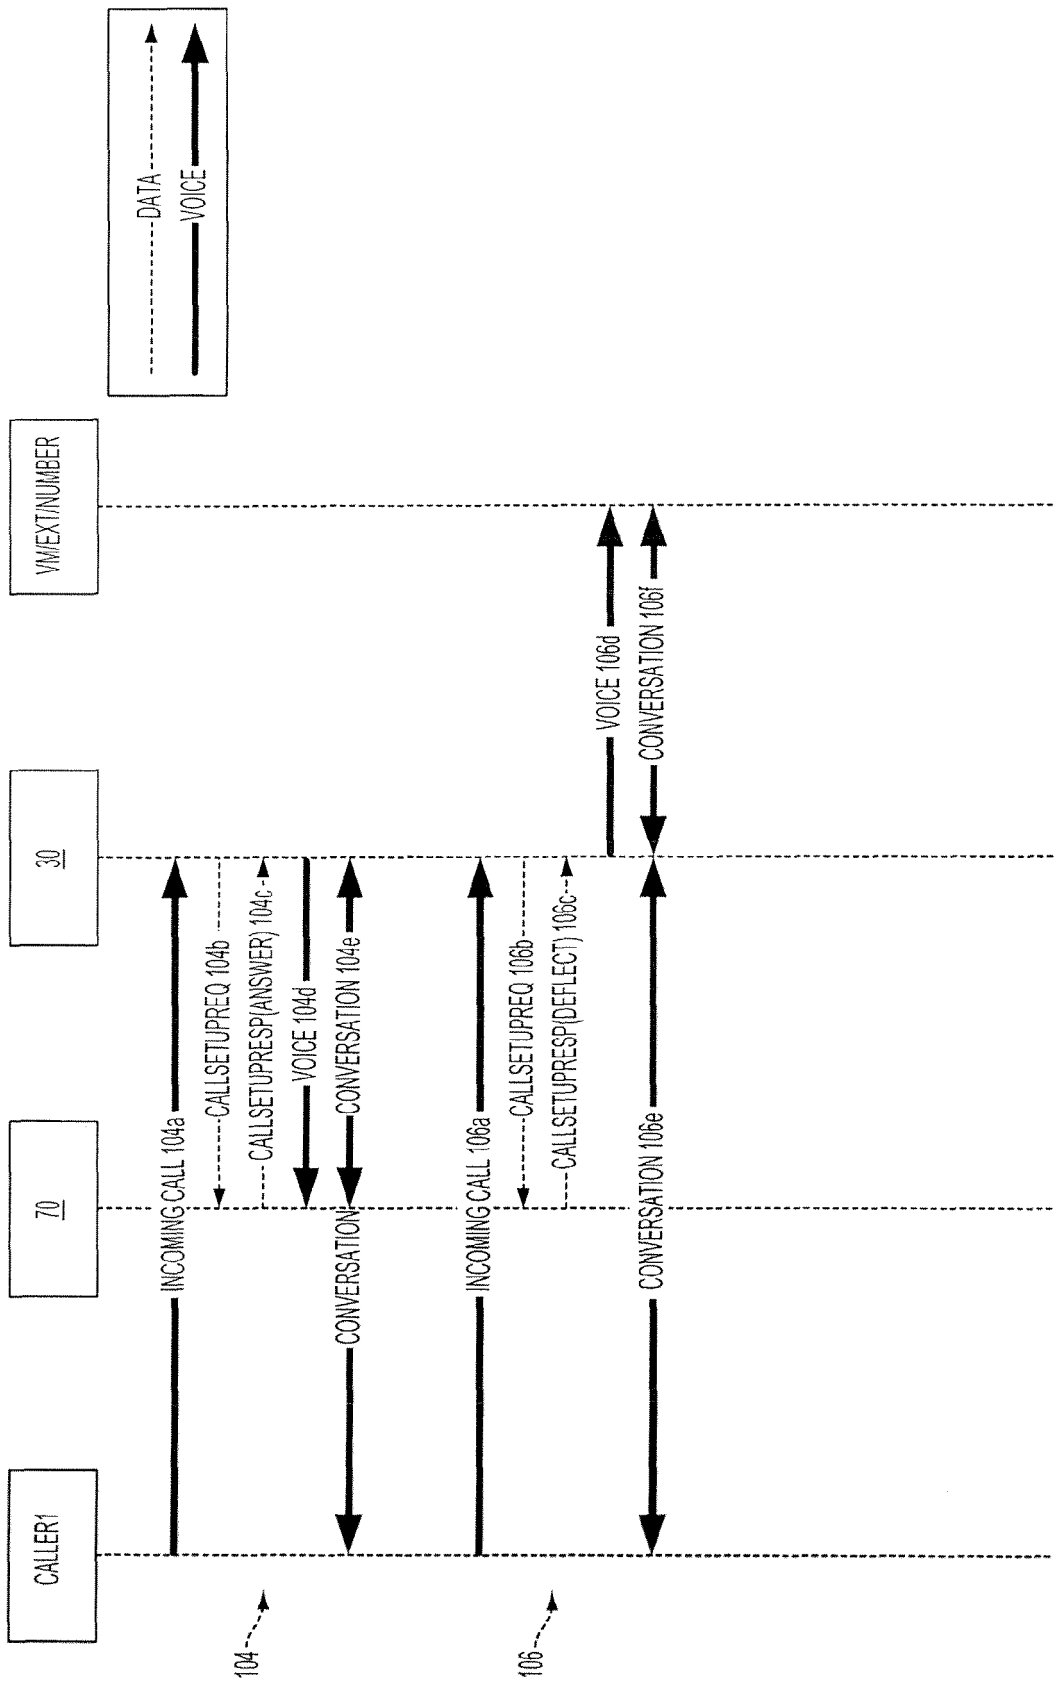 CALLER1
70
30
VM/EXT/NUMBER
DATA
VOICE
104
INCOMING CALL 104a
CALLSETUPREQ 104b
CALLSETUPRESP(ANSWER) 104c
VOICE 104d
CONVERSATION
CONVERSATION 104e
106
INCOMING CALL 106a
CALLSETUPREQ 106b
CALLSETUPRESP(DEFLECT) 106c
VOICE 106d
CONVERSATION 106e
CONVERSATION 106f